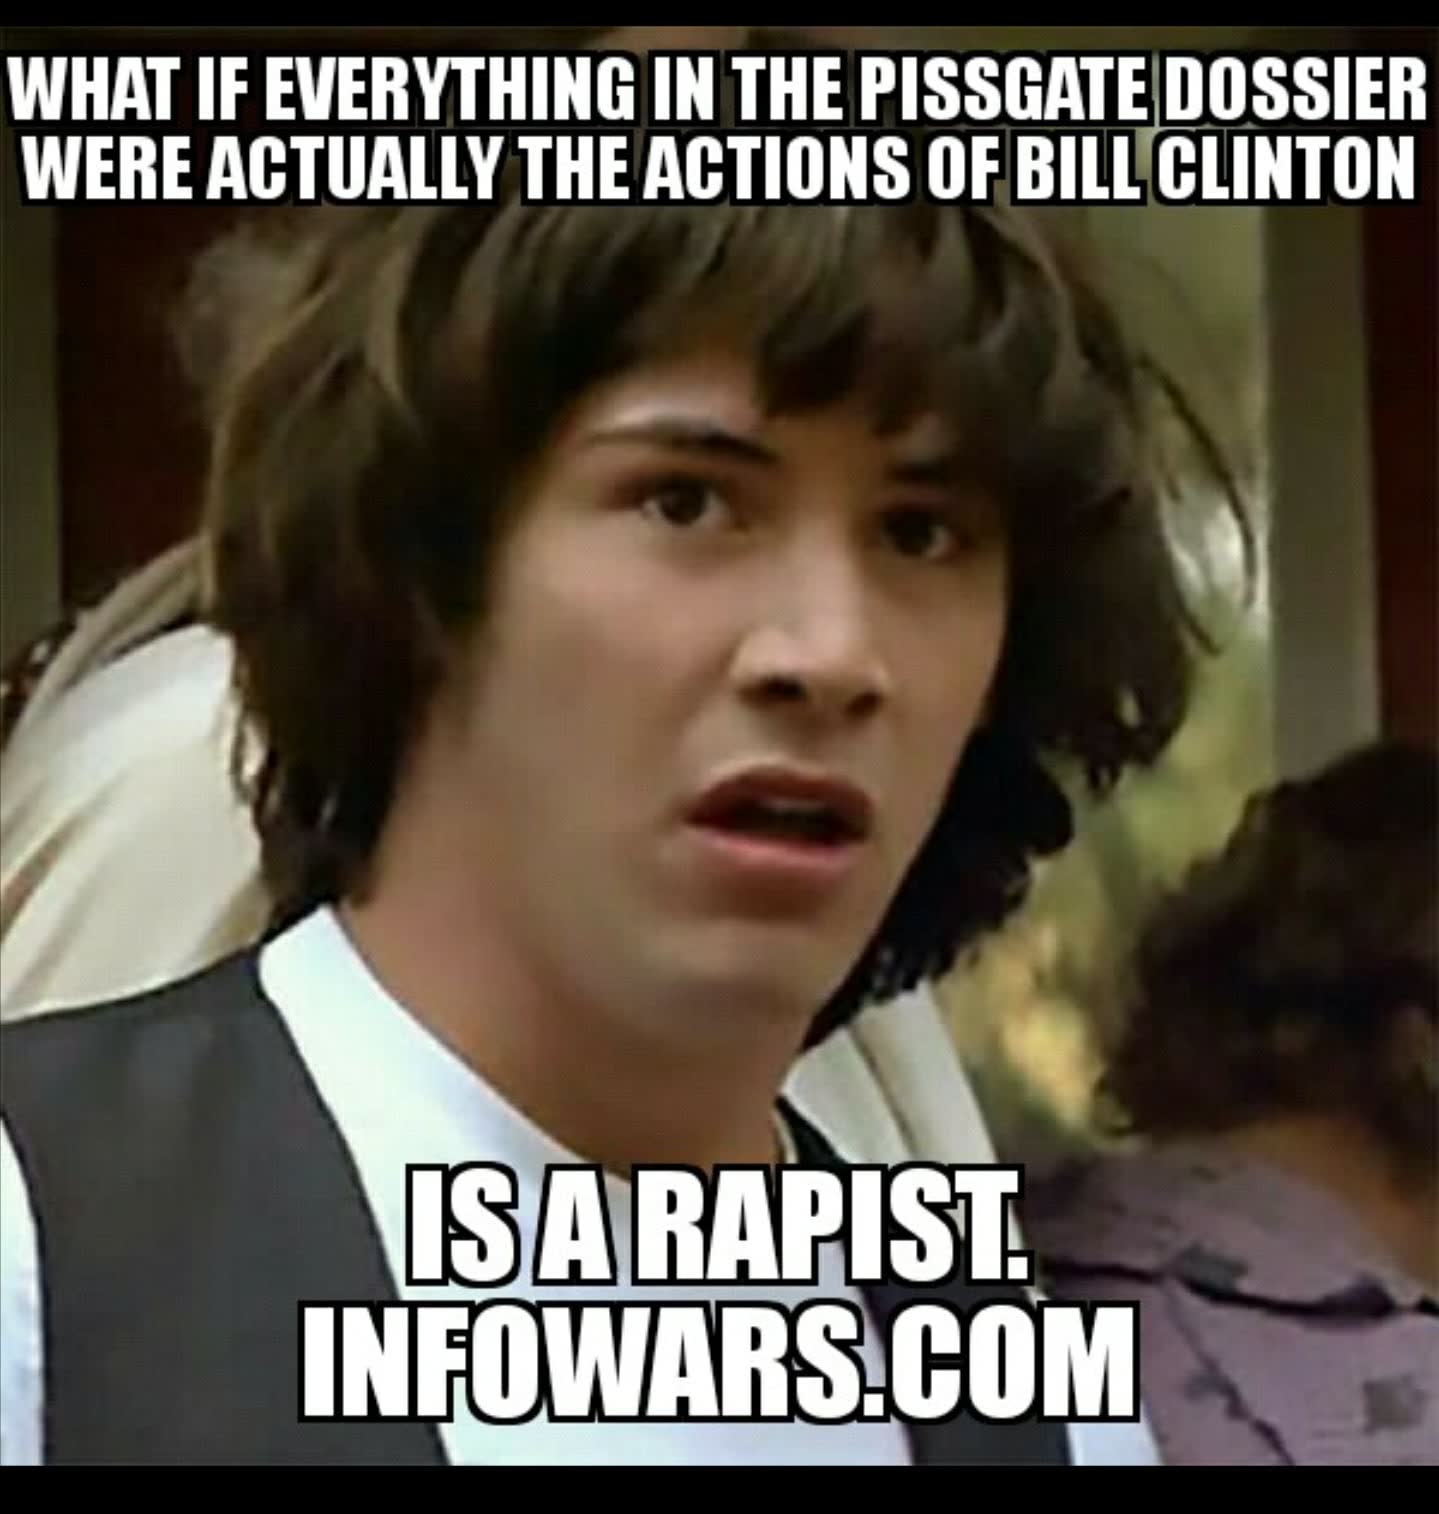 WHAT IF EVERYTHING IN THE PISSGATE DOSSIER
WERE ACTUALLY THE ACTIONS OF BILL CLINTON
IS A RAPIST.
INFOWARS.COM